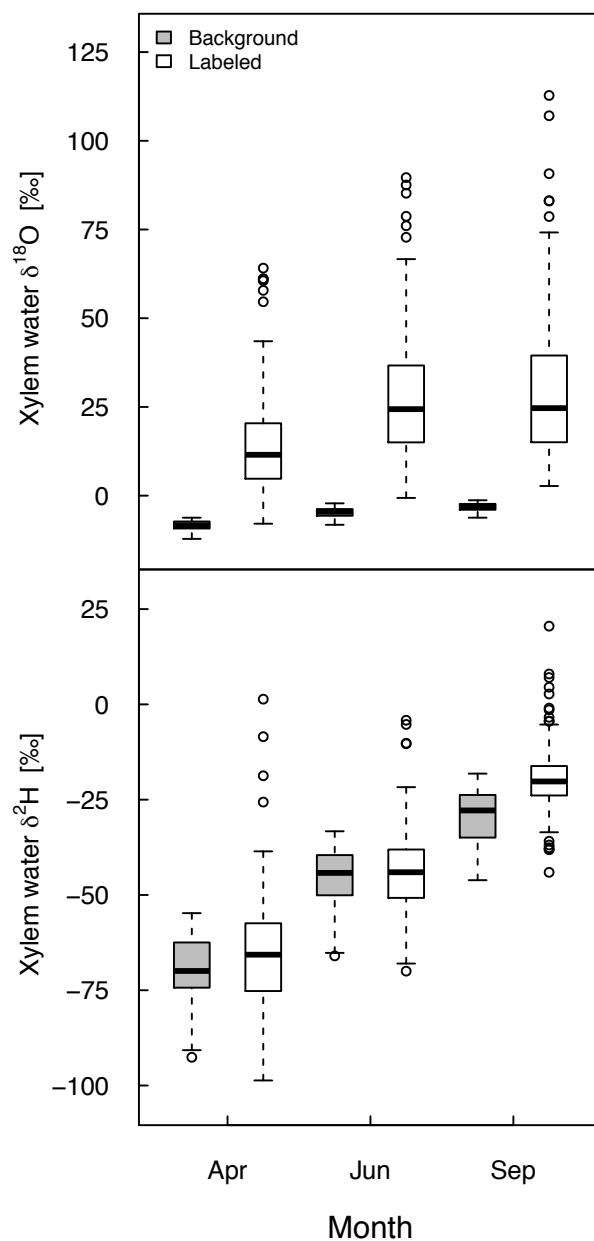 Background
Labeled
Xylem water δ¹⁸O [‰]
125
100
75
50
25
0
Xylem water δ²H [‰]
25
0
−25
−50
−75
−100
Apr Jun Sep
Month